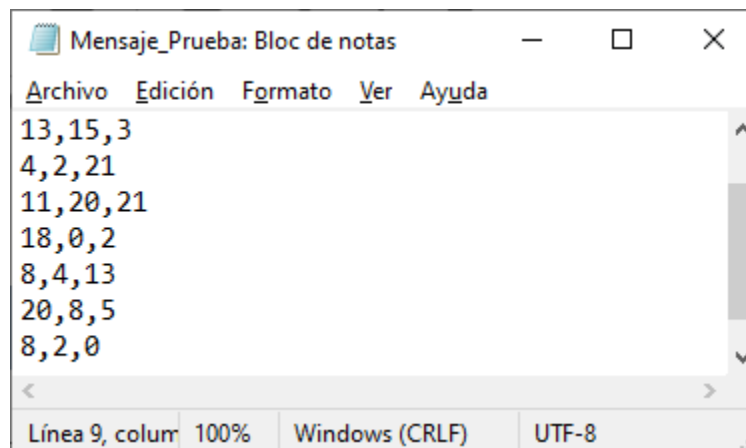 Mensaje_Prueba: Bloc de notas
Archivo Edición Formato Ver Ayuda
13,15,3
4,2,21
11,20,21
18,0,2
8,4,13
20,8,5
8,2,0
Línea 9, colum 100% Windows (CRLF) UTF-8